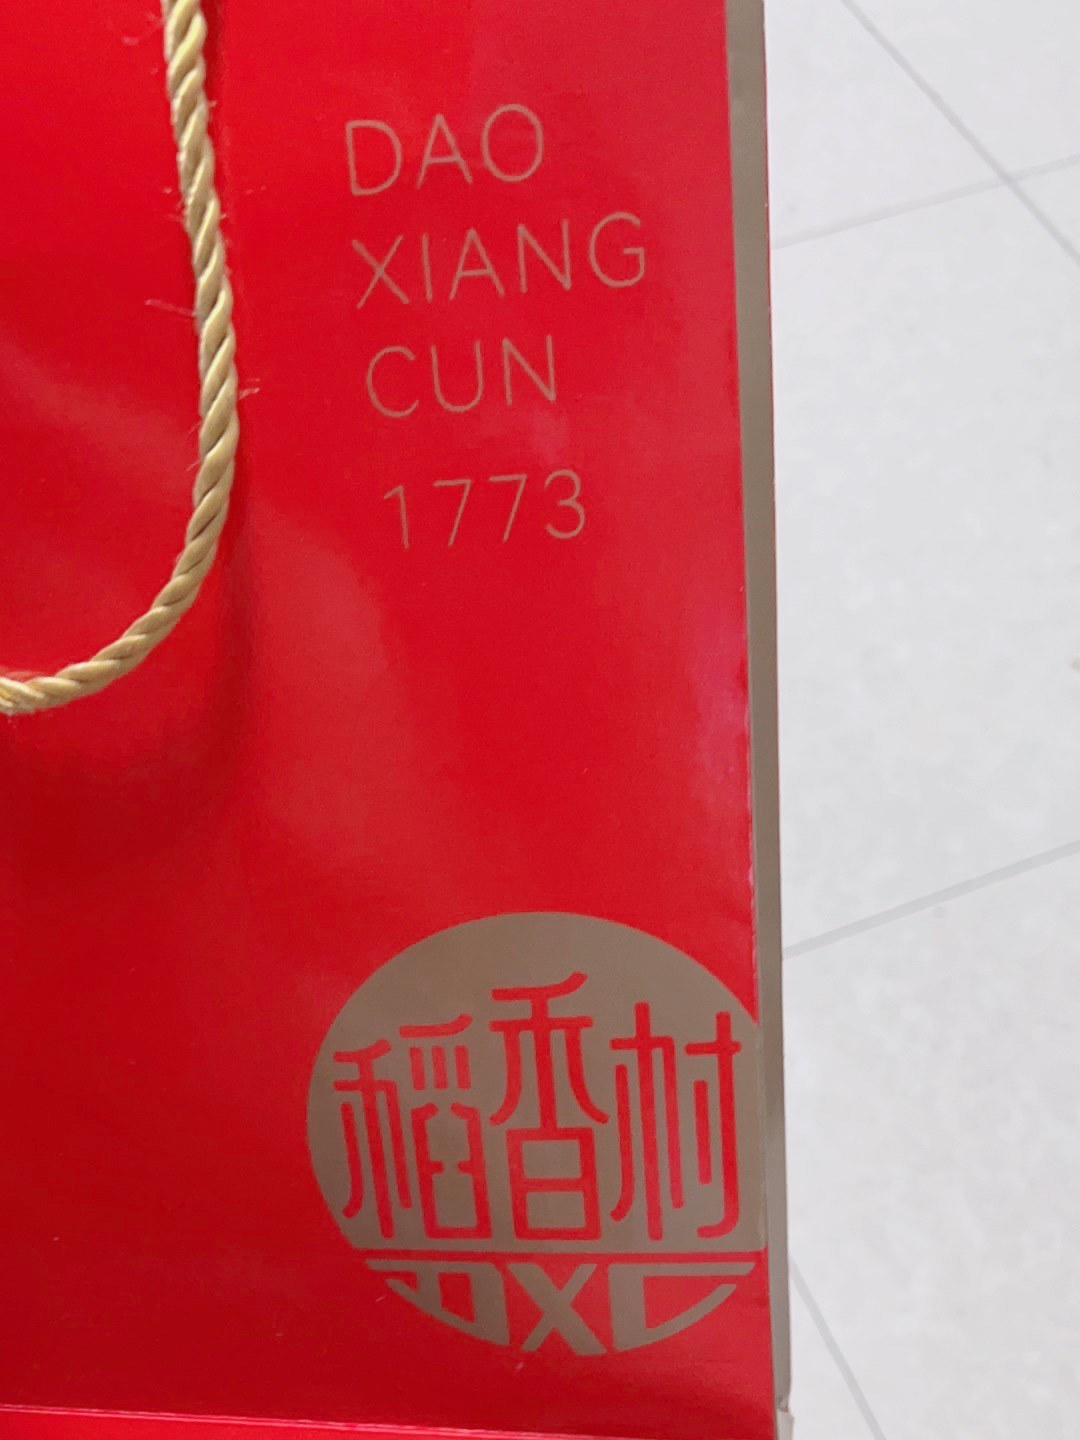 DAO
XIANG
CUN
1773
稻香村
DXC